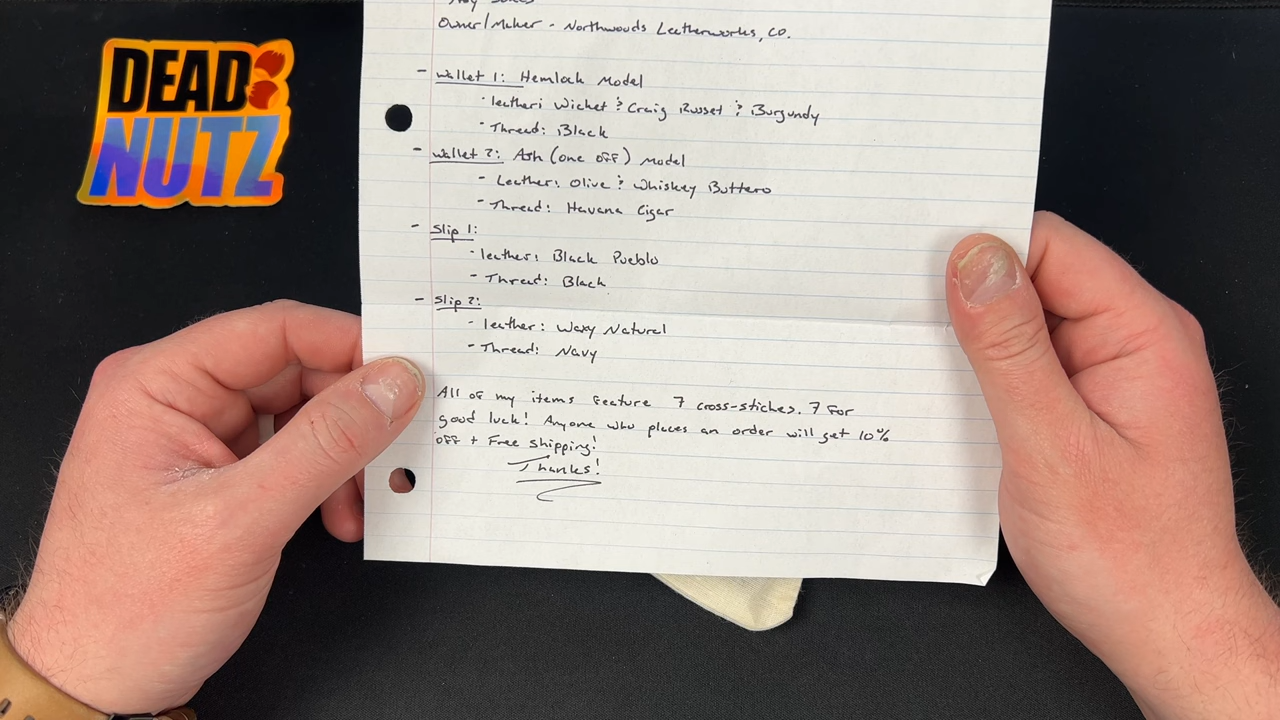 DEAD
NUTZ
Owner/Maker - Northwoods Leatherworks, CO.
- Wallet 1: Hemlock Model
· leather: Wicket & Craig Russet & Burgundy
· Thread: Black
- Wallet 2: Ash (one off) Model
- Leather: Olive & Whiskey Buttero
- Thread: Havana Cigar
- Slip 1:
- leather: Black Pueblo
- Thread: Black
- Slip 2:
- leather: Waxy Natural
- Thread: Navy
All of my items feature 7 cross-stiches. 7 for
good luck! Anyone who places an order will get 10%
off + Free shipping!
Thanks!